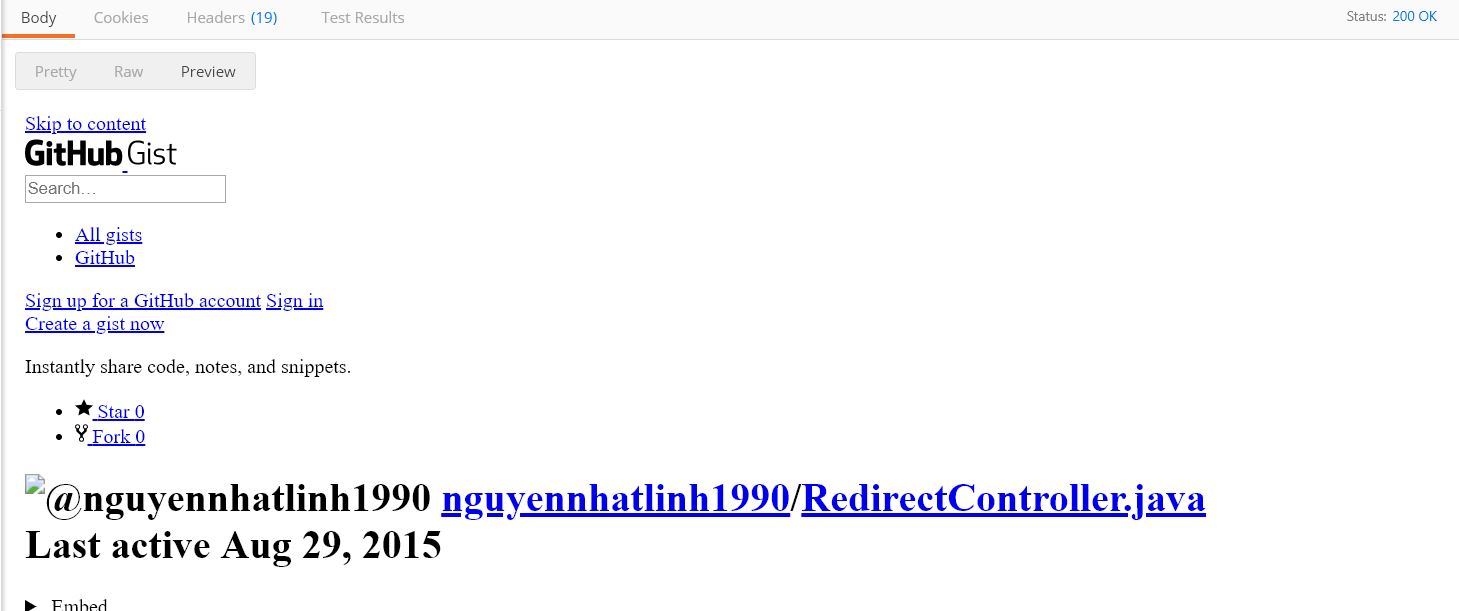 Body Cookies Headers (19) Test Results Status: 200 OK
Pretty Raw Preview
Skip to content
GitHub Gist
Search...
All gists
GitHub
Sign up for a GitHub account Sign in
Create a gist now
Instantly share code, notes, and snippets.
Star 0
Fork 0
@nguyennhatlinh1990 nguyennhatlinh1990/RedirectController.java
Last active Aug 29, 2015
Embed